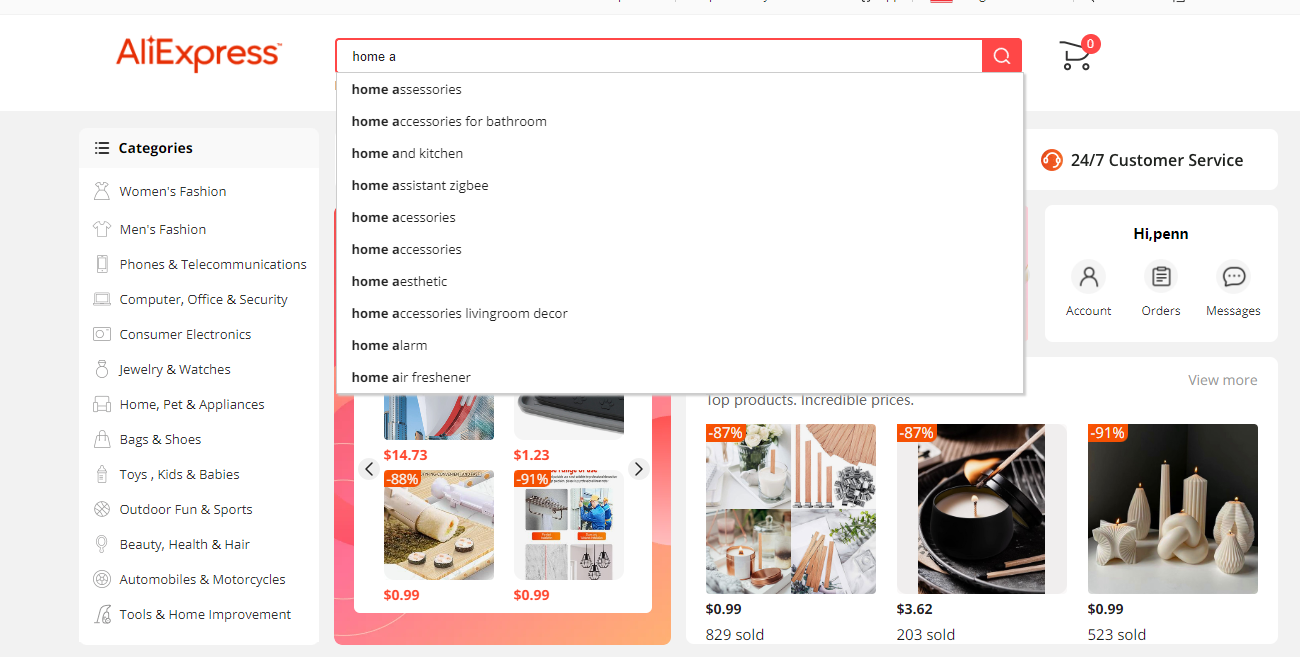 AliExpress
home a
0
home assessories
home accessories for bathroom
home and kitchen
home assistant zigbee
home acessories
home accessories
home aesthetic
home accessories livingroom decor
home alarm
home air freshener
Categories
Women's Fashion
Men's Fashion
Phones & Telecommunications
Computer, Office & Security
Consumer Electronics
Jewelry & Watches
Home, Pet & Appliances
Bags & Shoes
Toys , Kids & Babies
Outdoor Fun & Sports
Beauty, Health & Hair
Automobiles & Motorcycles
Tools & Home Improvement
24/7 Customer Service
Hi,penn
Account
Orders
Messages
$14.73
$1.23
-88%
-91%
$0.99
$0.99
View more
Top products. Incredible prices.
-87%
-87%
-91%
$0.99
$3.62
$0.99
829 sold
203 sold
523 sold